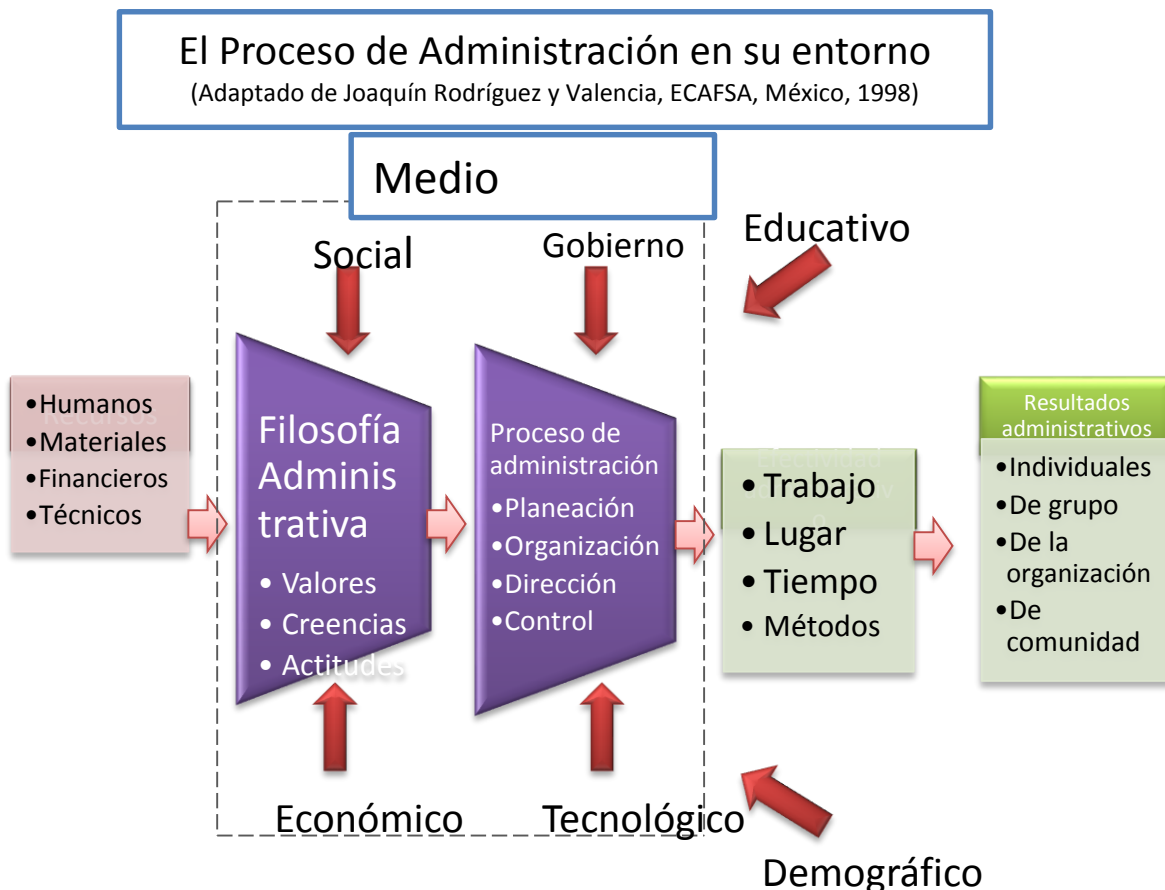 El Proceso de Administración en su entorno
(Adaptado de Joaquín Rodríguez y Valencia, ECAFSA, México, 1998)
Medio
Social
Gobierno
Educativo
Recursos
•Humanos
•Materiales
•Financieros
•Técnicos
Filosofía
Adminis
trativa
• Valores
• Creencias
• Actitudes
Proceso de
administración
•Planeación
•Organización
•Dirección
•Control
• Trabajo
• Lugar
• Tiempo
• Métodos
Resultados
administrativos
•Individuales
•De grupo
•De la
organización
•De
comunidad
Económico
Tecnológico
Demográfico